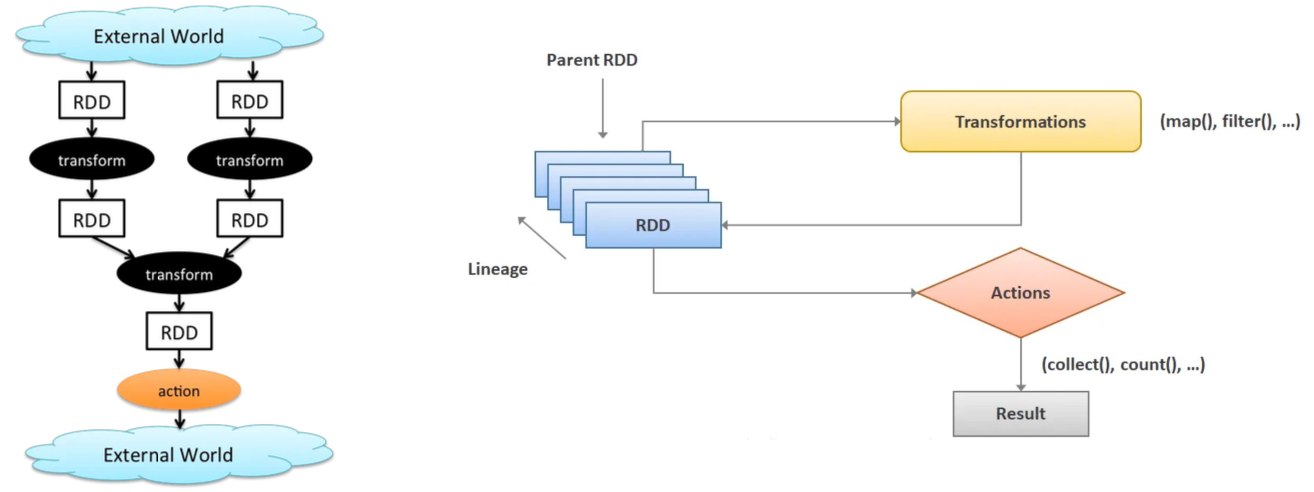 External World
RDD
RDD
transform
transform
RDD
RDD
transform
RDD
action
External World
Parent RDD
Transformations
(map(), filter(), ...)
RDD
Lineage
Actions
(collect(), count(), ...)
Result